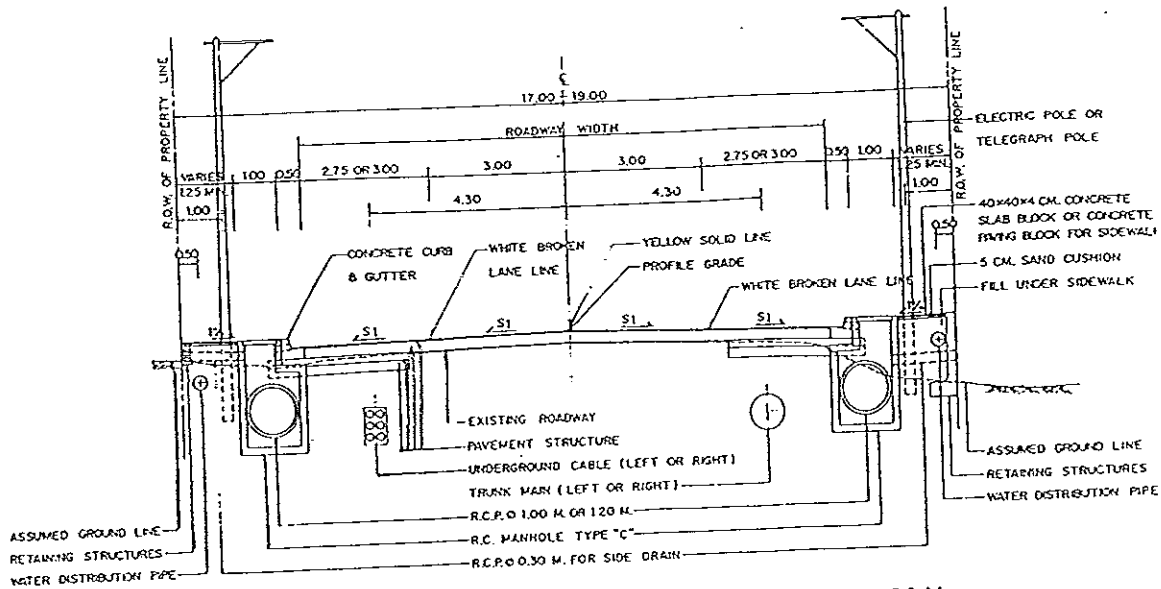 R.O.W. OF PROPERTY LINE
R.O.W. OF PROPERTY LINE
℄
17.00 - 19.00
ROADWAY WIDTH
VARIES
1.25 MIN.
1.00
0.50
2.75 OR 3.00
3.00
3.00
2.75 OR 3.00
0.50
1.00
VARIES
1.00
1.00
4.30
4.30
0.50
0.50
ELECTRIC POLE OR
TELEGRAPH POLE
40×40×4 CM. CONCRETE
SLAB BLOCK OR CONCRETE
PAVING BLOCK FOR SIDEWALK
5 CM. SAND CUSHION
FILL UNDER SIDEWALK
CONCRETE CURB
& GUTTER
WHITE BROKEN
LANE LINE
YELLOW SOLID LINE
PROFILE GRADE
WHITE BROKEN LANE LINE
S1
S1
S1
S1
EXISTING ROADWAY
PAVEMENT STRUCTURE
UNDERGROUND CABLE (LEFT OR RIGHT)
TRUNK MAIN (LEFT OR RIGHT)
R.C.P. Ø 1.00 M. OR 1.20 M.
R.C. MANHOLE TYPE "C"
R.C.P. Ø 0.30 M. FOR SIDE DRAIN
ASSUMED GROUND LINE
RETAINING STRUCTURES
WATER DISTRIBUTION PIPE
ASSUMED GROUND LINE
RETAINING STRUCTURES
WATER DISTRIBUTION PIPE